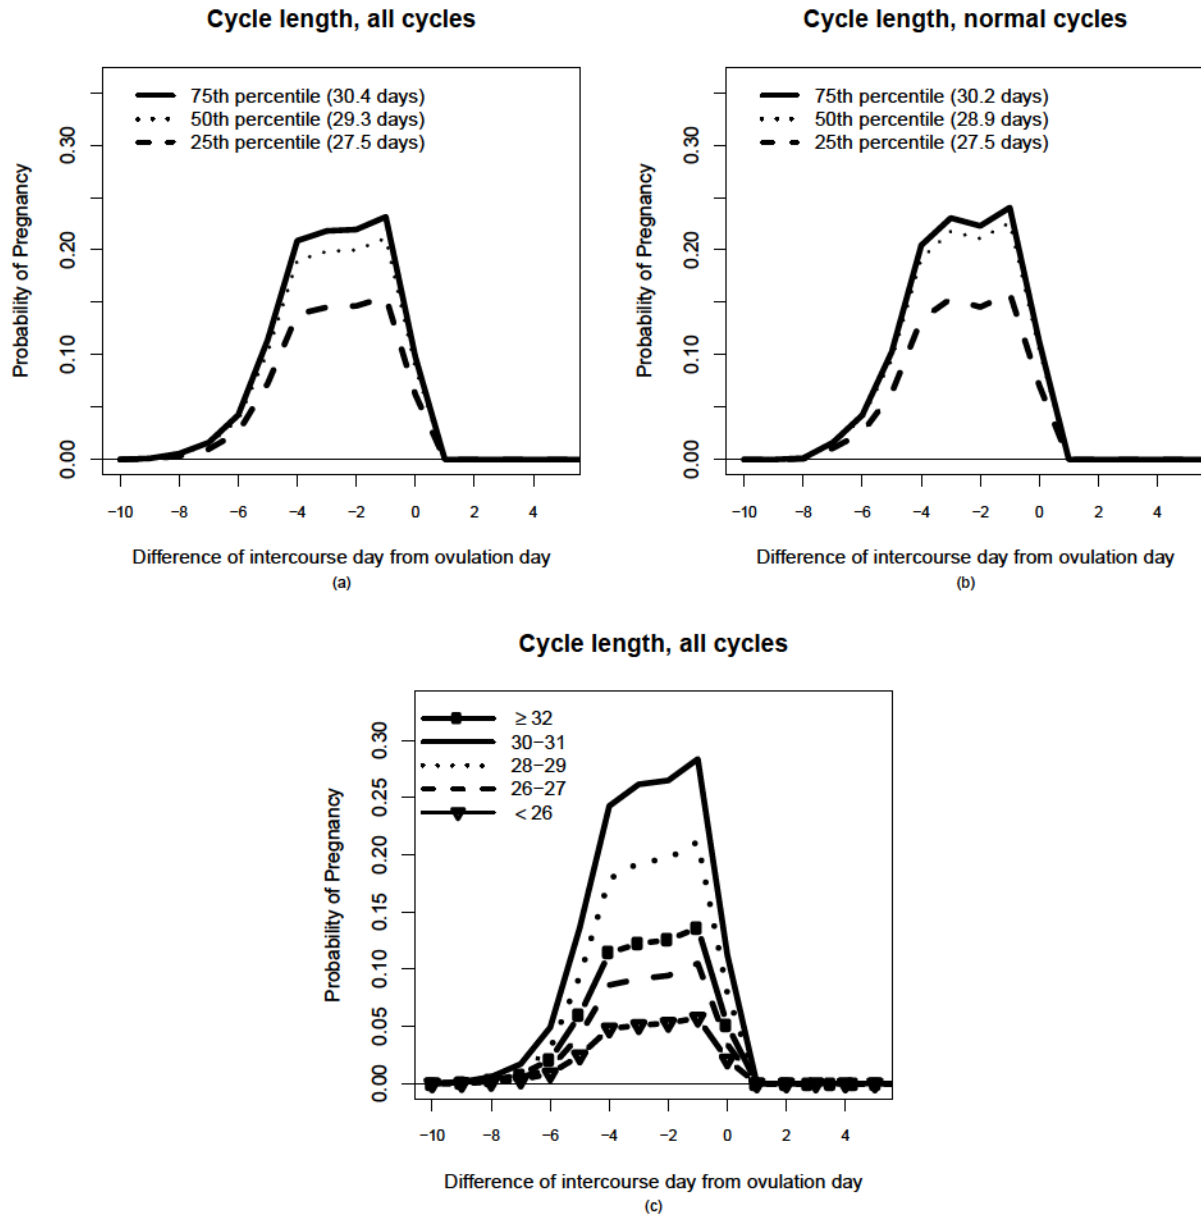 Cycle length, all cycles
75th percentile (30.4 days)
50th percentile (29.3 days)
25th percentile (27.5 days)
Probability of Pregnancy
0.30
0.20
0.10
0.00
−10 −8 −6 −4 −2 0 2 4
Difference of intercourse day from ovulation day
(a)
Cycle length, normal cycles
75th percentile (30.2 days)
50th percentile (28.9 days)
25th percentile (27.5 days)
Probability of Pregnancy
0.30
0.20
0.10
0.00
−10 −8 −6 −4 −2 0 2 4
Difference of intercourse day from ovulation day
(b)
Cycle length, all cycles
≥ 32
30−31
28−29
26−27
< 26
Probability of Pregnancy
0.30
0.25
0.20
0.15
0.10
0.05
0.00
−10 −8 −6 −4 −2 0 2 4
Difference of intercourse day from ovulation day
(c)